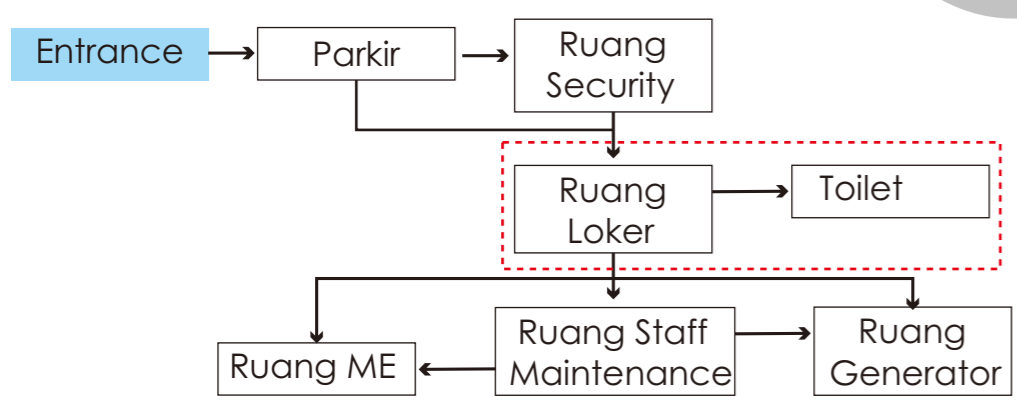 Entrance
Parkir
Ruang
Security
Ruang
Loker
Toilet
Ruang ME
Ruang Staff
Maintenance
Ruang
Generator